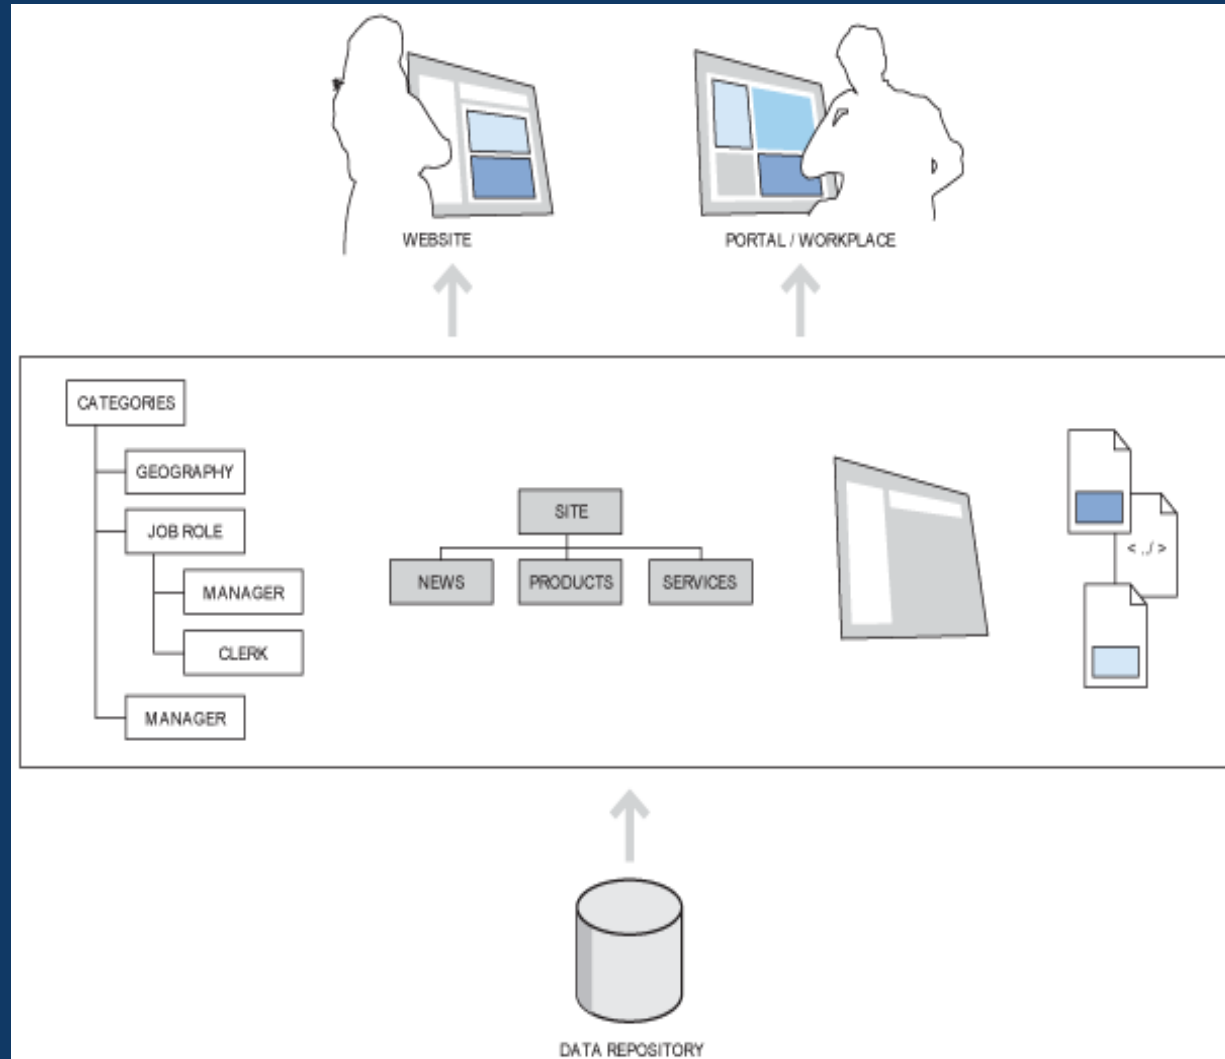 WEBSITE
PORTAL / WORKPLACE
CATEGORIES
GEOGRAPHY
JOB ROLE
MANAGER
CLERK
MANAGER
SITE
NEWS
PRODUCTS
SERVICES
< ../ >
DATA REPOSITORY